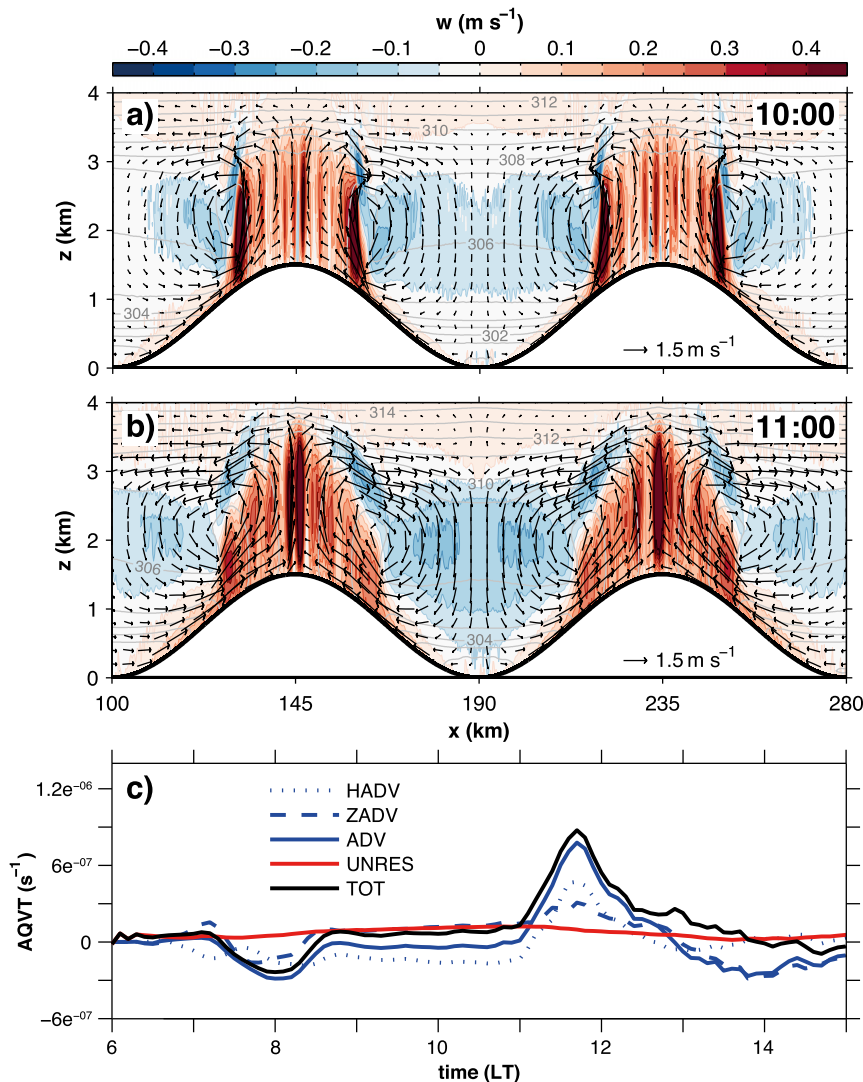 w (m s⁻¹)
−0.4 −0.3 −0.2 −0.1 0 0.1 0.2 0.3 0.4
a) 10:00
4
3
2
1
0
z (km)
312
310
308
306
304
302
1.5 m s⁻¹
b) 11:00
4
3
2
1
0
z (km)
314
312
310
306
304
1.5 m s⁻¹
100 145 190 235 280
x (km)
c)
1.2e⁻⁰⁶
6e⁻⁰⁷
0
−6e⁻⁰⁷
AQVT (s⁻¹)
HADV
ZADV
ADV
UNRES
TOT
6 8 10 12 14
time (LT)